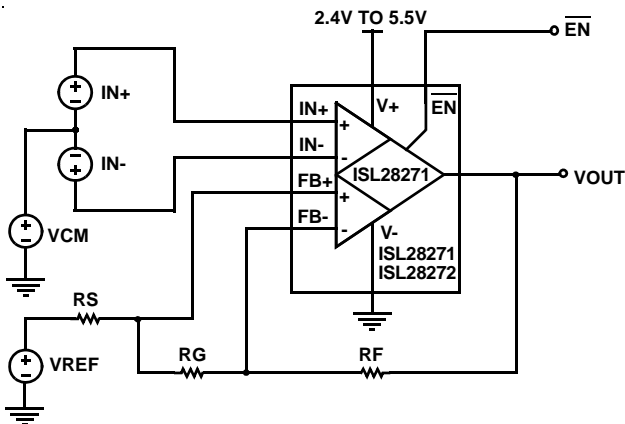 2.4V TO 5.5V
EN
IN+
IN+
V+
EN
+
IN-
-
ISL28271
VOUT
IN-
FB+
+
FB-
-
V-
ISL28271
ISL28272
VCM
RS
VREF
RG
RF